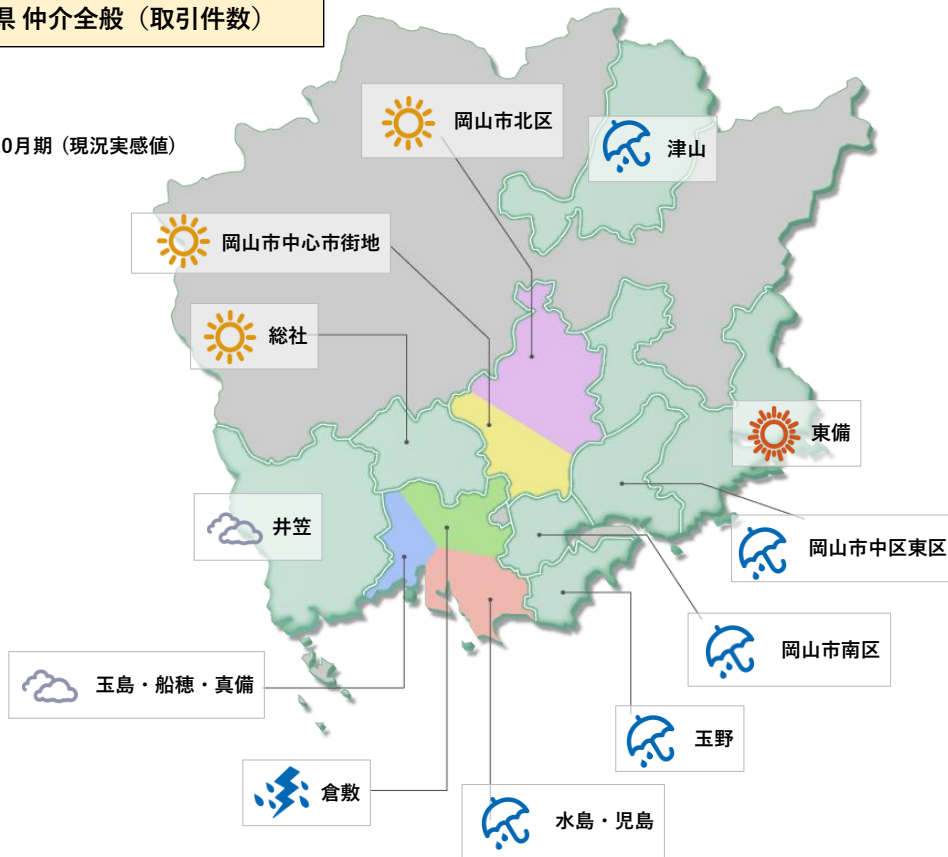 県 仲介全般（取引件数）
0月期（現況実感値）
岡山市北区
津山
岡山市中心市街地
総社
東備
井笠
岡山市中区東区
岡山市南区
玉島・船穂・真備
玉野
倉敷
水島・児島